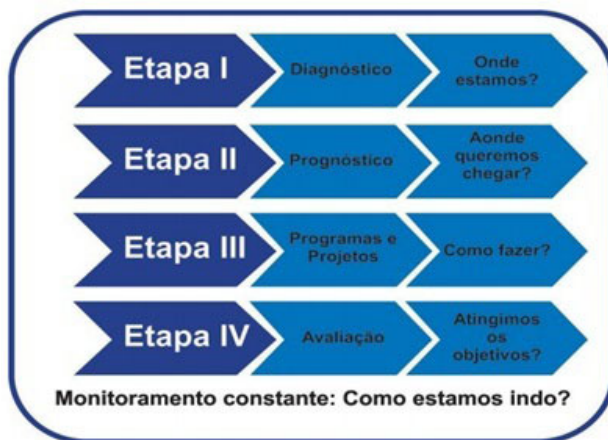 Etapa I
Diagnóstico
Onde
estamos?
Etapa II
Prognóstico
Aonde
queremos
chegar?
Etapa III
Programas e
Projetos
Como fazer?
Etapa IV
Avaliação
Atingimos
os
objetivos?
Monitoramento constante: Como estamos indo?